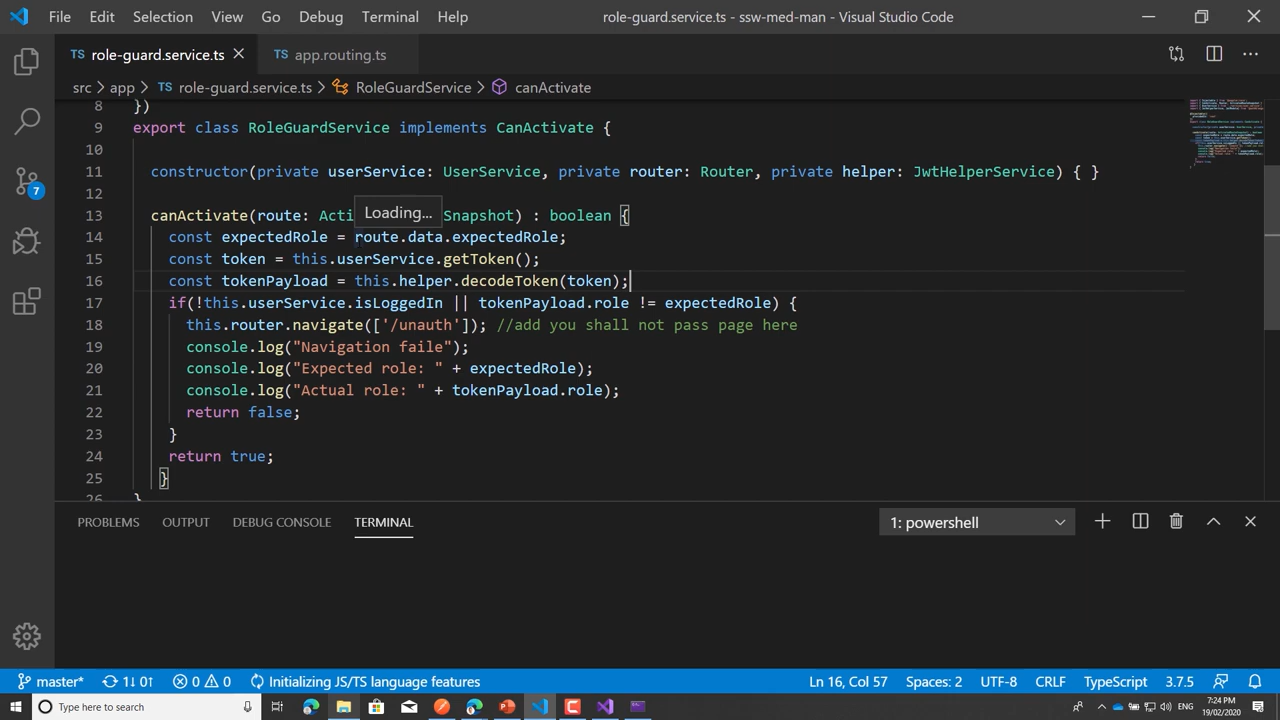 File Edit Selection View Go Debug Terminal Help role-guard.service.ts - ssw-med-man - Visual Studio Code
TS role-guard.service.ts TS app.routing.ts
src > app > TS role-guard.service.ts > RoleGuardService > canActivate
8 })
9 export class RoleGuardService implements CanActivate {
10
11 constructor(private userService: UserService, private router: Router, private helper: JwtHelperService) { }
12
Loading...
13 canActivate(route: Acti Snapshot) : boolean {
14 const expectedRole = route.data.expectedRole;
15 const token = this.userService.getToken();
16 const tokenPayload = this.helper.decodeToken(token);
17 if(!this.userService.isLoggedIn || tokenPayload.role != expectedRole) {
18 this.router.navigate(['/unauth']); //add you shall not pass page here
19 console.log("Navigation faile");
20 console.log("Expected role: " + expectedRole);
21 console.log("Actual role: " + tokenPayload.role);
22 return false;
23 }
24 return true;
25 }
26 }
7
PROBLEMS OUTPUT DEBUG CONSOLE TERMINAL 1: powershell
master* 1↓ 0↑ 0 0 Initializing JS/TS language features Ln 16, Col 57 Spaces: 2 UTF-8 CRLF TypeScript 3.7.5
Type here to search 7:24 PM
19/02/2020